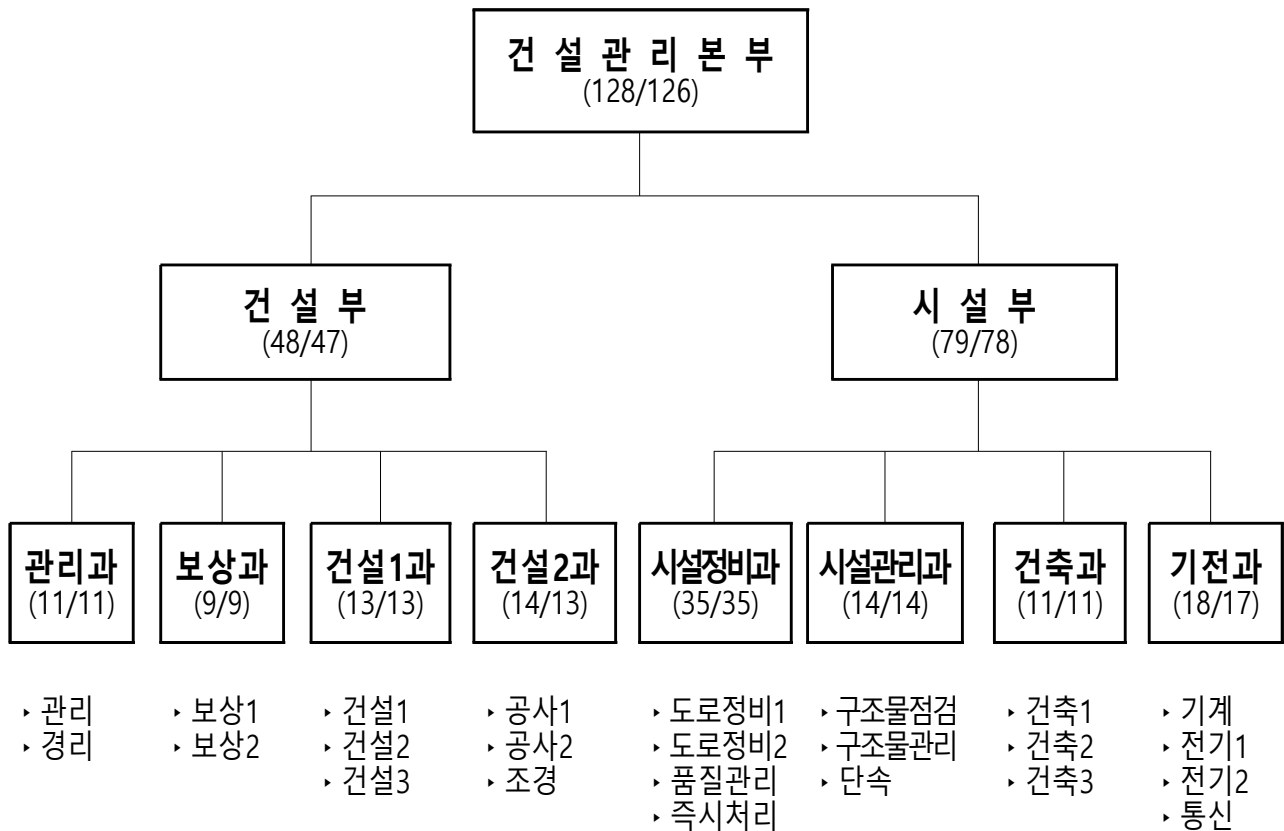 건 설 관 리 본 부
(128/126)
건 설 부
(48/47)
시 설 부
(79/78)
관리과
(11/11)
보상과
(9/9)
건설1과
(13/13)
건설2과
(14/13)
시설정비과
(35/35)
시설관리과
(14/14)
건축과
(11/11)
기전과
(18/17)
‣ 관리
‣ 경리
‣ 보상1
‣ 보상2
‣ 건설1
‣ 건설2
‣ 건설3
‣ 공사1
‣ 공사2
‣ 조경
‣ 도로정비1
‣ 도로정비2
‣ 품질관리
‣ 즉시처리
‣ 구조물점검
‣ 구조물관리
‣ 단속
‣ 건축1
‣ 건축2
‣ 건축3
‣ 기계
‣ 전기1
‣ 전기2
‣ 통신